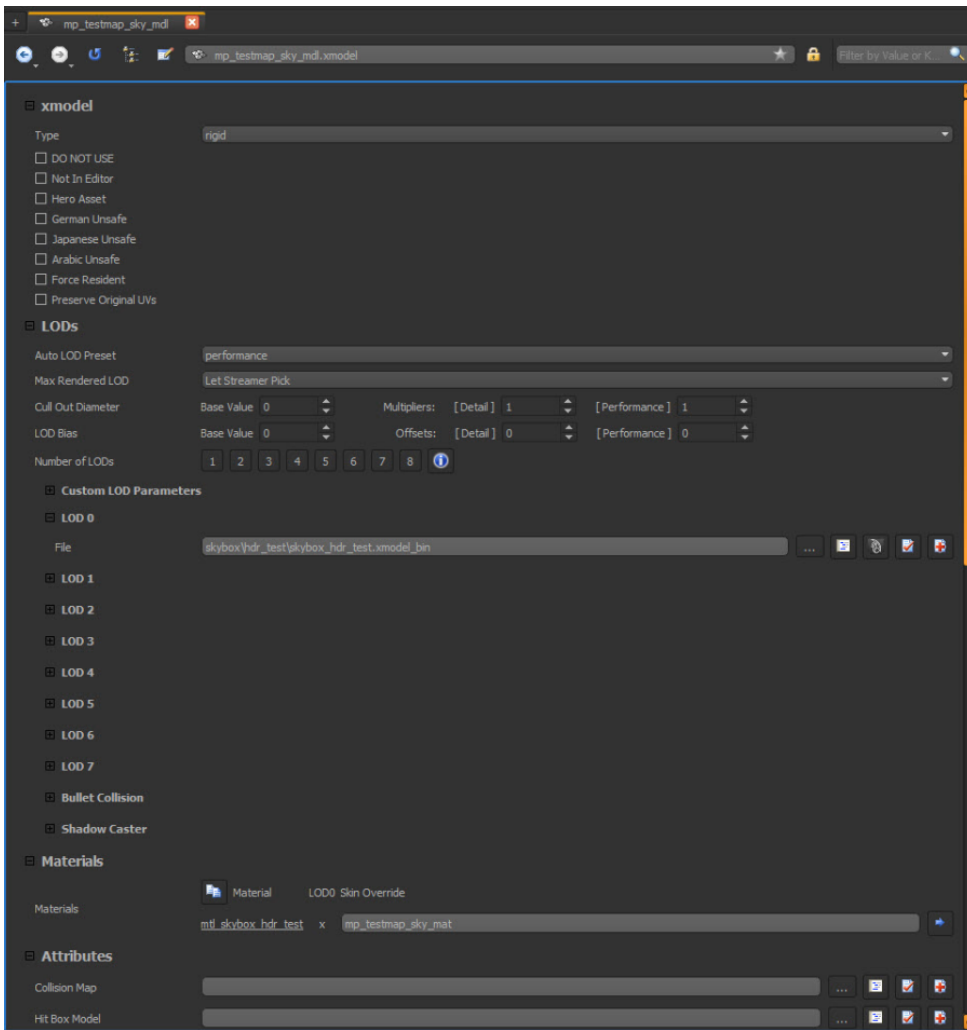 + mp_testmap_sky_mdl
mp_testmap_sky_mdl.xmodel Filter by Value or K...
xmodel
Type rigid
DO NOT USE
Not In Editor
Hero Asset
German Unsafe
Japanese Unsafe
Arabic Unsafe
Force Resident
Preserve Original UVs
LODs
Auto LOD Preset performance
Max Rendered LOD Let Streamer Pick
Cull Out Diameter Base Value 0 Multipliers: [ Detail ] 1 [ Performance ] 1
LOD Bias Base Value 0 Offsets: [ Detail ] 0 [ Performance ] 0
Number of LODs 1 2 3 4 5 6 7 8
Custom LOD Parameters
LOD 0
File skybox\hdr_test\skybox_hdr_test.xmodel_bin ...
LOD 1
LOD 2
LOD 3
LOD 4
LOD 5
LOD 6
LOD 7
Bullet Collision
Shadow Caster
Materials
Material LOD0 Skin Override
Materials
mtl_skybox_hdr_test x mp_testmap_sky_mat
Attributes
Collision Map ...
Hit Box Model ...